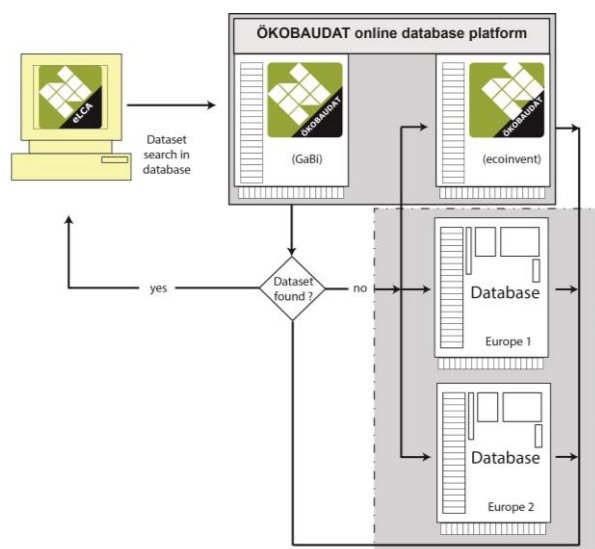 ÖKOBAUDAT online database platform
eLCA
Dataset
search in
database
ÖKOBAUDAT
(GaBi)
ÖKOBAUDAT
(ecoinvent)
Dataset
found ?
yes
no
Database
Europe 1
Database
Europe 2